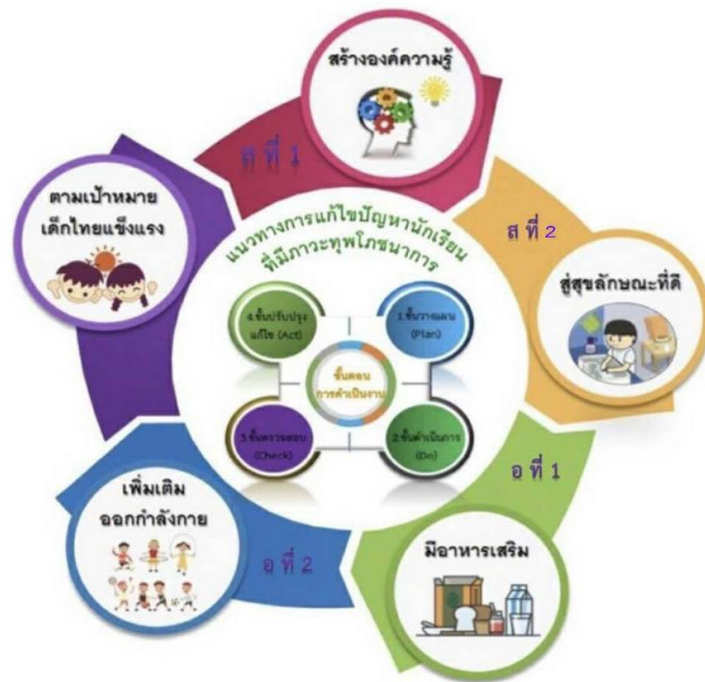 สร้างองค์ความรู้
ส ที่ 1
ส ที่ 2
สู่สุขลักษณะที่ดี
อ ที่ 1
มีอาหารเสริม
อ ที่ 2
เพิ่มเติม
ออกกำลังกาย
ตามเป้าหมาย
เด็กไทยแข็งแรง
แนวทางการแก้ไขปัญหานักเรียน
ที่มีภาวะทุพโภชนาการ
1.ขั้นวางแผน
(Plan)
2.ขั้นดำเนินการ
(Do)
3.ขั้นตรวจสอบ
(Check)
4.ขั้นปรับปรุง
แก้ไข (Act)
ขั้นตอน
การดำเนินงาน